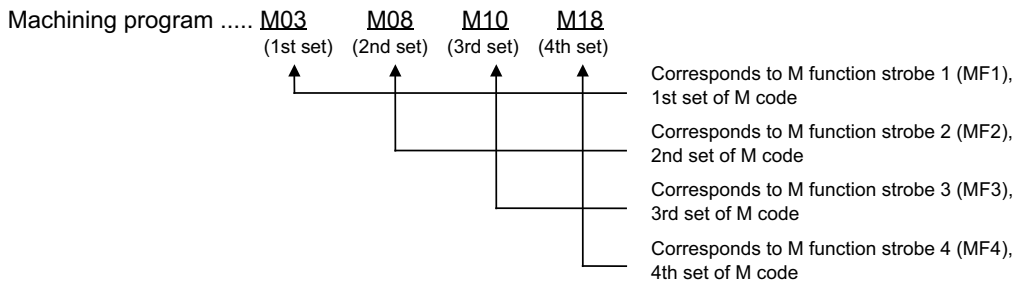 Machining program ..... M03 M08 M10 M18
(1st set) (2nd set) (3rd set) (4th set)
Corresponds to M function strobe 1 (MF1),
1st set of M code
Corresponds to M function strobe 2 (MF2),
2nd set of M code
Corresponds to M function strobe 3 (MF3),
3rd set of M code
Corresponds to M function strobe 4 (MF4),
4th set of M code